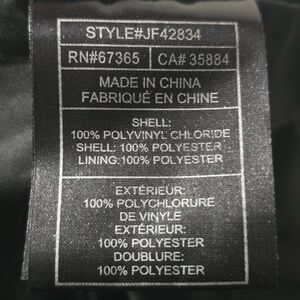 STYLE#JF42834
RN#67365 CA# 35884
MADE IN CHINA
FABRIQUÉ EN CHINE
SHELL:
100% POLYVINYL CHLORIDE
SHELL: 100% POLYESTER
LINING:100% POLYESTER
EXTÉRIEUR:
100% POLYCHLORURE
DE VINYLE
EXTÉRIEUR:
100% POLYESTER
DOUBLURE:
100% POLYESTER